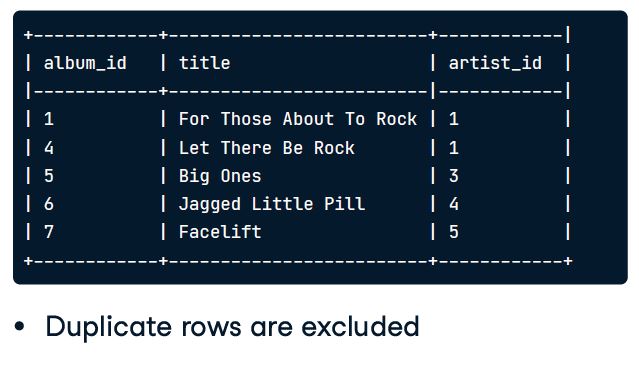 +------------+-------------------------+------------|
| album_id   | title                   | artist_id  |
|------------+-------------------------|------------|
| 1          | For Those About To Rock | 1          |
| 4          | Let There Be Rock       | 1          |
| 5          | Big Ones                | 3          |
| 6          | Jagged Little Pill      | 4          |
| 7          | Facelift                | 5          |
+------------+-------------------------+------------+
• Duplicate rows are excluded